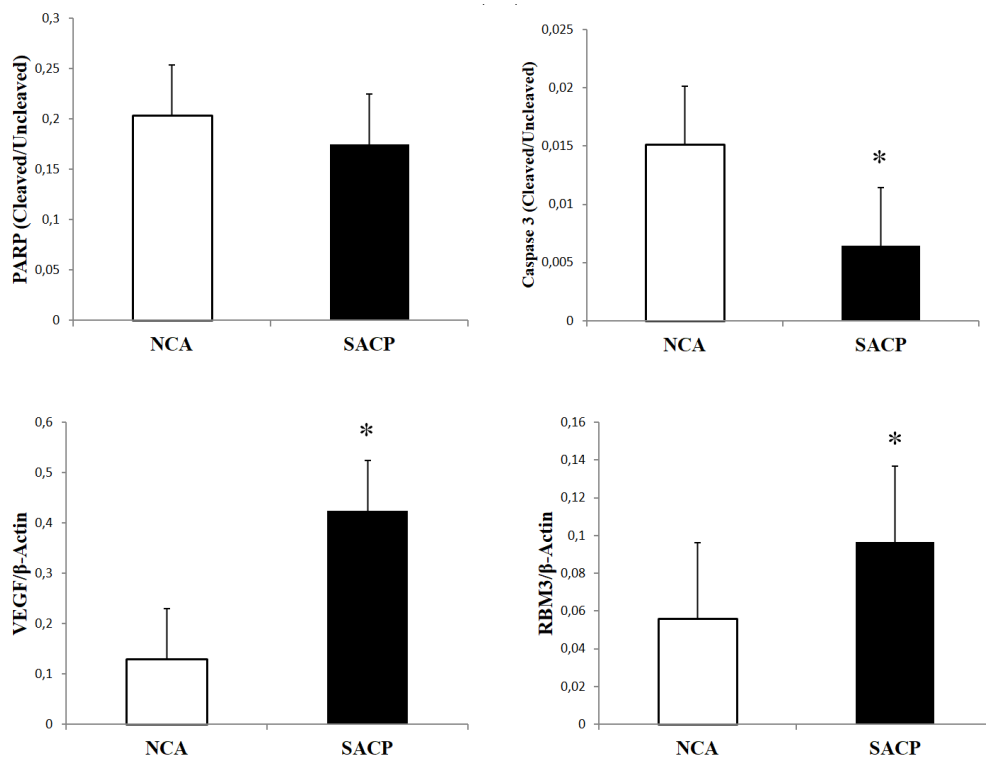 PARP (Cleaved/Uncleaved)
0,3
0,25
0,2
0,15
0,1
0,05
0
NCA
SACP
Caspase 3 (Cleaved/Uncleaved)
0,025
0,02
0,015
0,01
0,005
0
*
NCA
SACP
VEGF/β-Actin
0,6
0,5
0,4
0,3
0,2
0,1
0
*
NCA
SACP
RBM3/β-Actin
0,16
0,14
0,12
0,1
0,08
0,06
0,04
0,02
0
*
NCA
SACP